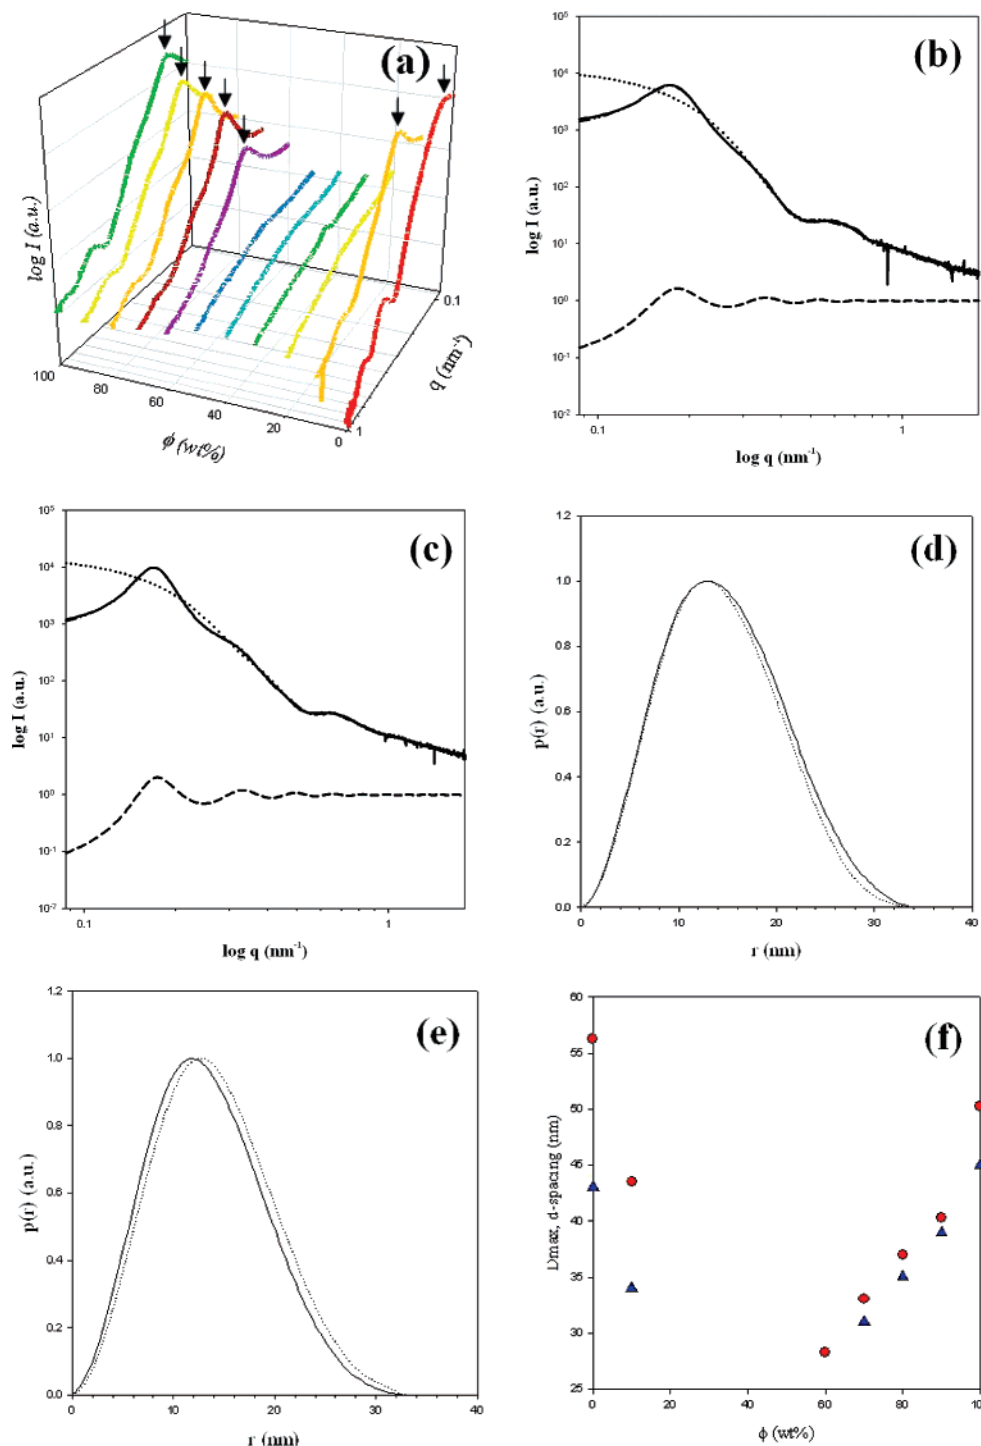 (a)
log I (a.u.)
100
80
60
40
20
0
1
0.1
ϕ (wt%)
q (nm⁻¹)
(b)
10⁵
10⁴
10³
10²
10¹
10⁰
10⁻¹
10⁻²
log I (a.u.)
0.1 1
log q (nm⁻¹)
(c)
10⁵
10⁴
10³
10²
10¹
10⁰
10⁻¹
10⁻²
log I (a.u.)
0.1 1
log q (nm⁻¹)
(d)
1.2
1.0
0.8
0.6
0.4
0.2
0.0
p(r) (a.u.)
0 10 20 30 40
r (nm)
(e)
1.2
1.0
0.8
0.6
0.4
0.2
0.0
p(r) (a.u.)
0 10 20 30 40
r (nm)
(f)
60
55
50
45
40
35
30
25
Dmax, d-spacing (nm)
0 20 40 60 80 100
ϕ (wt%)